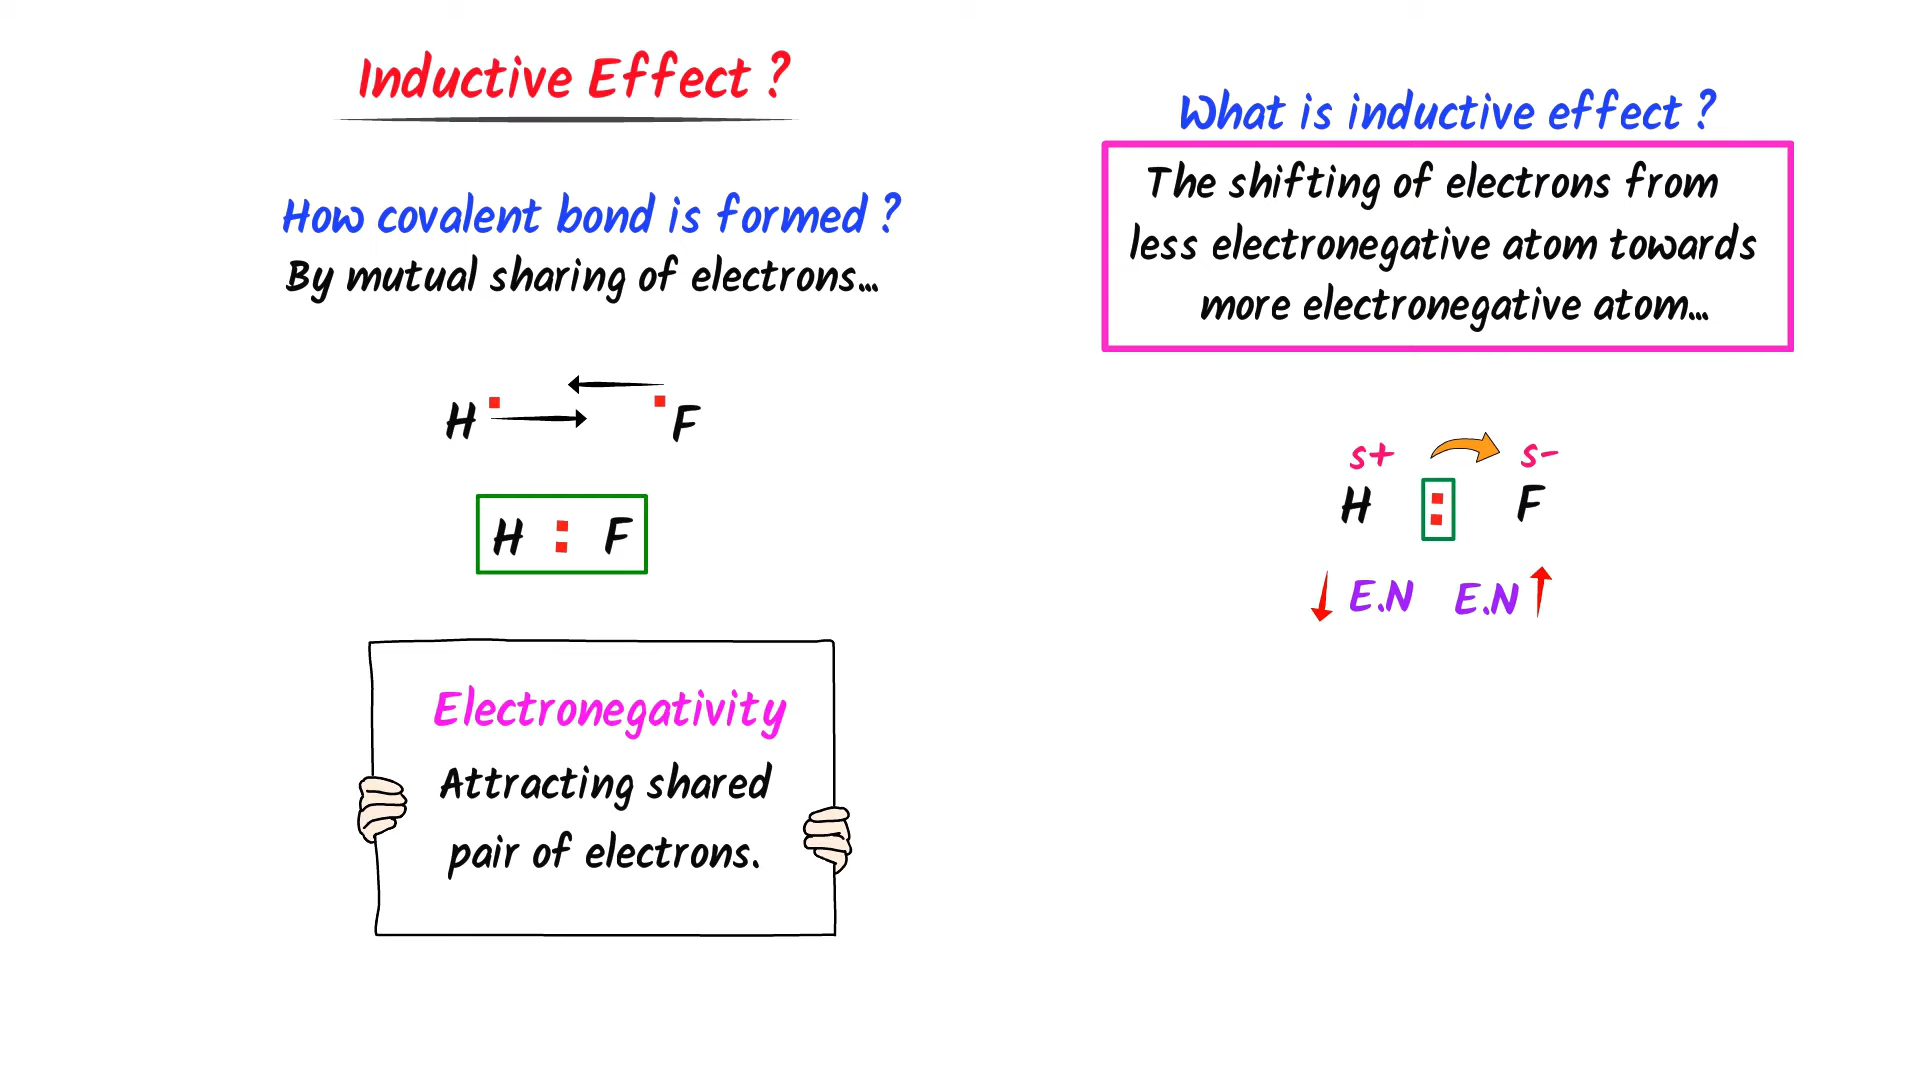 Inductive Effect ?
How covalent bond is formed ?
By mutual sharing of electrons...
H F
H : F
Electronegativity
Attracting shared
pair of electrons.
What is inductive effect ?
The shifting of electrons from
less electronegative atom towards
more electronegative atom...
s+ s-
H : F
E.N E.N